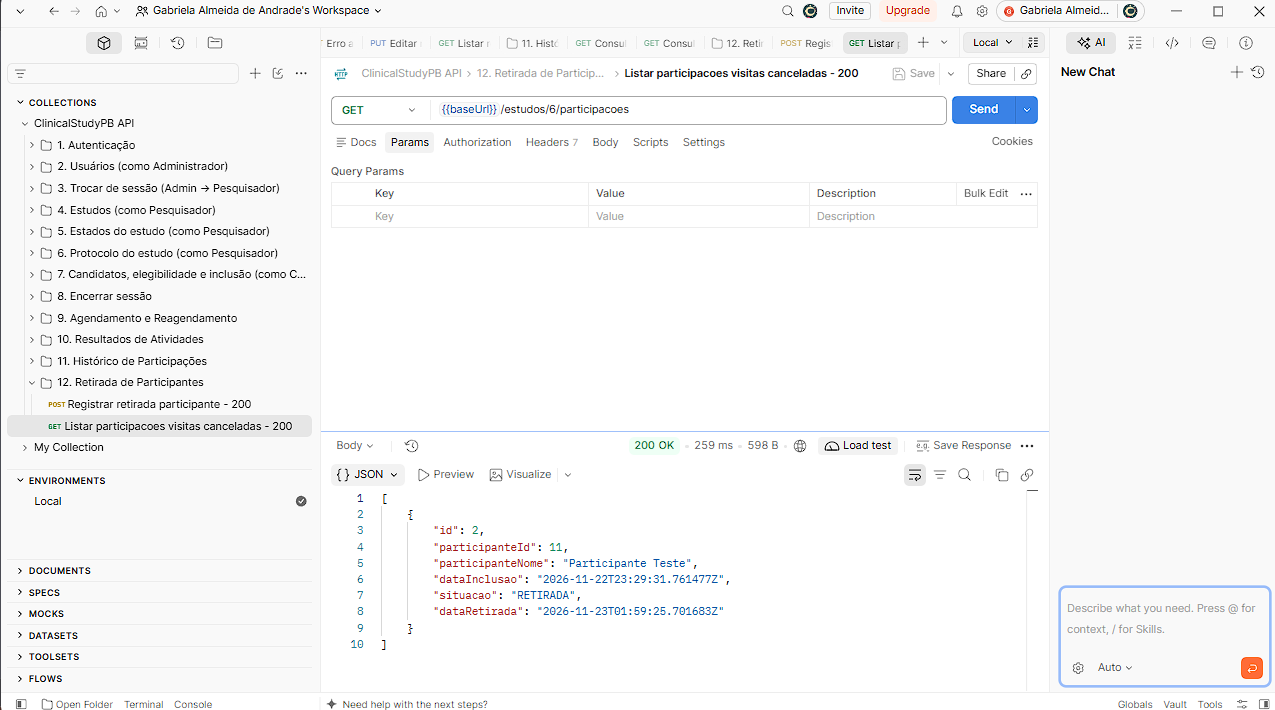 Gabriela Almeida de Andrade's Workspace
Invite
Upgrade
Gabriela Almeid...
Erro a
PUT Editar
GET Listar
11. Histó
GET Consu
GET Consu
12. Retir
POST Regis
GET Listar p
Local
AI
ClinicalStudyPB API > 12. Retirada de Particip... > Listar participacoes visitas canceladas - 200
Save
Share
New Chat
COLLECTIONS
ClinicalStudyPB API
1. Autenticação
2. Usuários (como Administrador)
3. Trocar de sessão (Admin → Pesquisador)
4. Estudos (como Pesquisador)
5. Estados do estudo (como Pesquisador)
6. Protocolo do estudo (como Pesquisador)
7. Candidatos, elegibilidade e inclusão (como C...
8. Encerrar sessão
9. Agendamento e Reagendamento
10. Resultados de Atividades
11. Histórico de Participações
12. Retirada de Participantes
POST Registrar retirada participante - 200
GET Listar participacoes visitas canceladas - 200
My Collection
ENVIRONMENTS
Local
DOCUMENTS
SPECS
MOCKS
DATASETS
TOOLSETS
FLOWS
GET
{{baseUrl}} /estudos/6/participacoes
Send
Docs
Params
Authorization
Headers 7
Body
Scripts
Settings
Cookies
Query Params
Key Value Description Bulk Edit
Key Value Description
Body
200 OK
259 ms
598 B
Load test
e.g. Save Response
{} JSON
Preview
Visualize
1 [
2 {
3 "id": 2,
4 "participanteId": 11,
5 "participanteNome": "Participante Teste",
6 "dataInclusao": "2026-11-22T23:29:31.761477Z",
7 "situacao": "RETIRADA",
8 "dataRetirada": "2026-11-23T01:59:25.701683Z"
9 }
10 ]
Describe what you need. Press @ for
context, / for Skills.
Auto
Open Folder
Terminal
Console
Need help with the next steps?
Globals
Vault
Tools